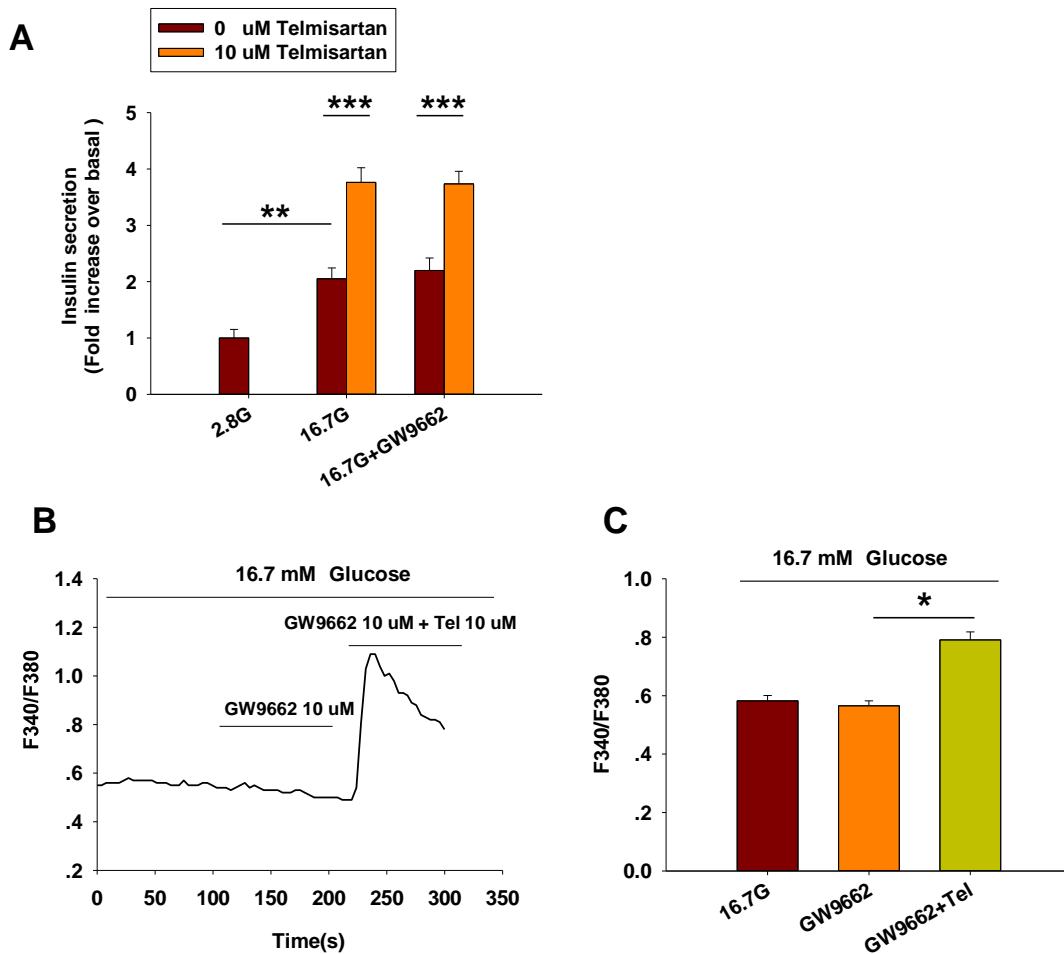 A
0 uM Telmisartan
10 uM Telmisartan
Insulin secretion
(Fold increase over basal )
5
4
3
2
1
0
***
***
**
2.8G
16.7G
16.7G+GW9662
B
F340/F380
1.4
1.2
1.0
.8
.6
.4
.2
16.7 mM Glucose
GW9662 10 uM + Tel 10 uM
GW9662 10 uM
0 50 100 150 200 250 300 350
Time(s)
C
16.7 mM Glucose
F340/F380
1.0
.8
.6
.4
.2
0.0
*
16.7G
GW9662
GW9662+Tel